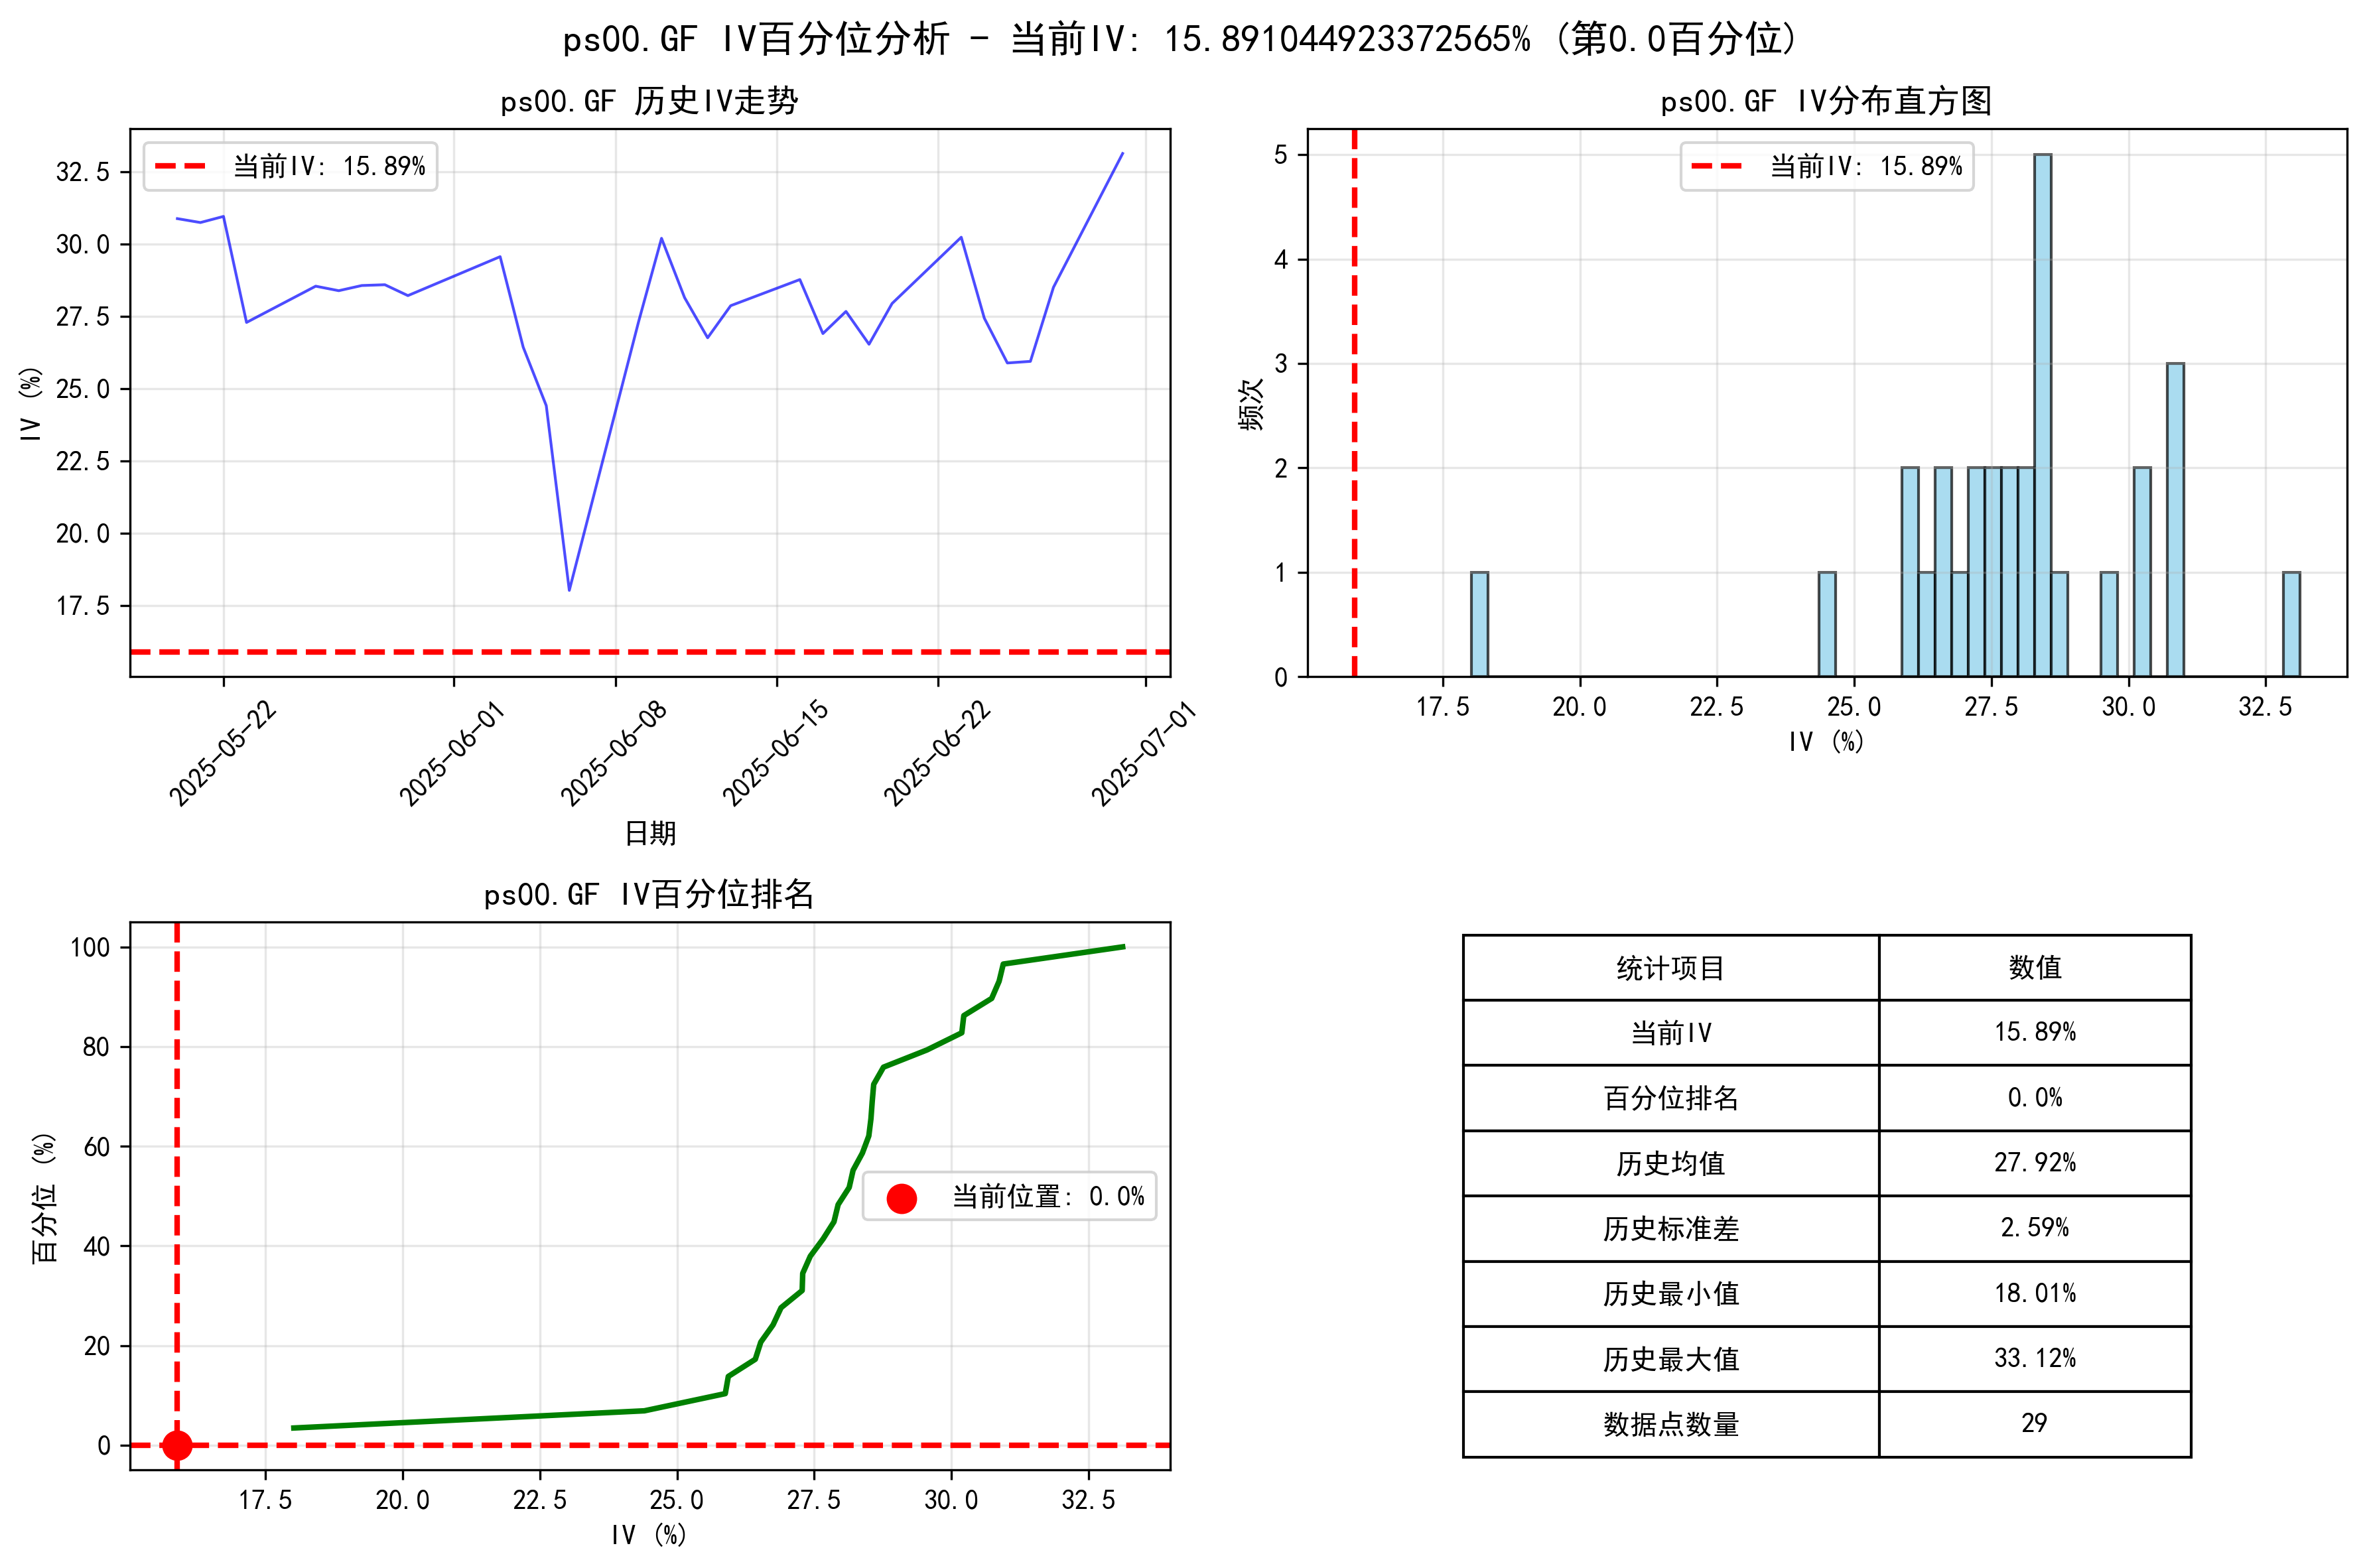 ps00.GF IV百分位分析 - 当前IV: 15.891044923372565% (第0.0百分位)
ps00.GF 历史IV走势
当前IV: 15.89%
32.5
30.0
27.5
25.0
22.5
20.0
17.5
IV (%)
2025-05-22
2025-06-01
2025-06-08
2025-06-15
2025-06-22
2025-07-01
日期
ps00.GF IV分布直方图
当前IV: 15.89%
5
4
3
2
1
0
频次
17.5 20.0 22.5 25.0 27.5 30.0 32.5
IV (%)
ps00.GF IV百分位排名
100
80
60
40
20
0
百分位 (%)
当前位置: 0.0%
17.5 20.0 22.5 25.0 27.5 30.0 32.5
IV (%)
统计项目 数值
当前IV 15.89%
百分位排名 0.0%
历史均值 27.92%
历史标准差 2.59%
历史最小值 18.01%
历史最大值 33.12%
数据点数量 29